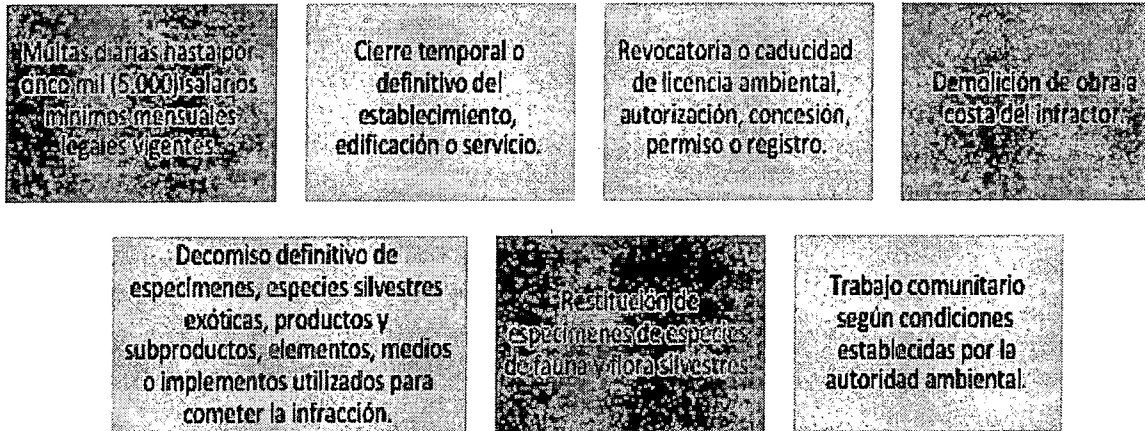 Multas diarias hasta por
cinco mil (5.000) salarios
mínimos mensuales
legales vigentes.
Cierre temporal o
definitivo del
establecimiento,
edificación o servicio.
Revocatoria o caducidad
de licencia ambiental,
autorización, concesión,
permiso o registro.
Demolición de obra a
costa del infractor.
Decomiso definitivo de
especímenes, especies silvestres
exóticas, productos y
subproductos, elementos, medios
o implementos utilizados para
cometer la infracción.
Restitución de
especímenes de especies
de fauna y flora silvestres
Trabajo comunitario
según condiciones
establecidas por la
autoridad ambiental.